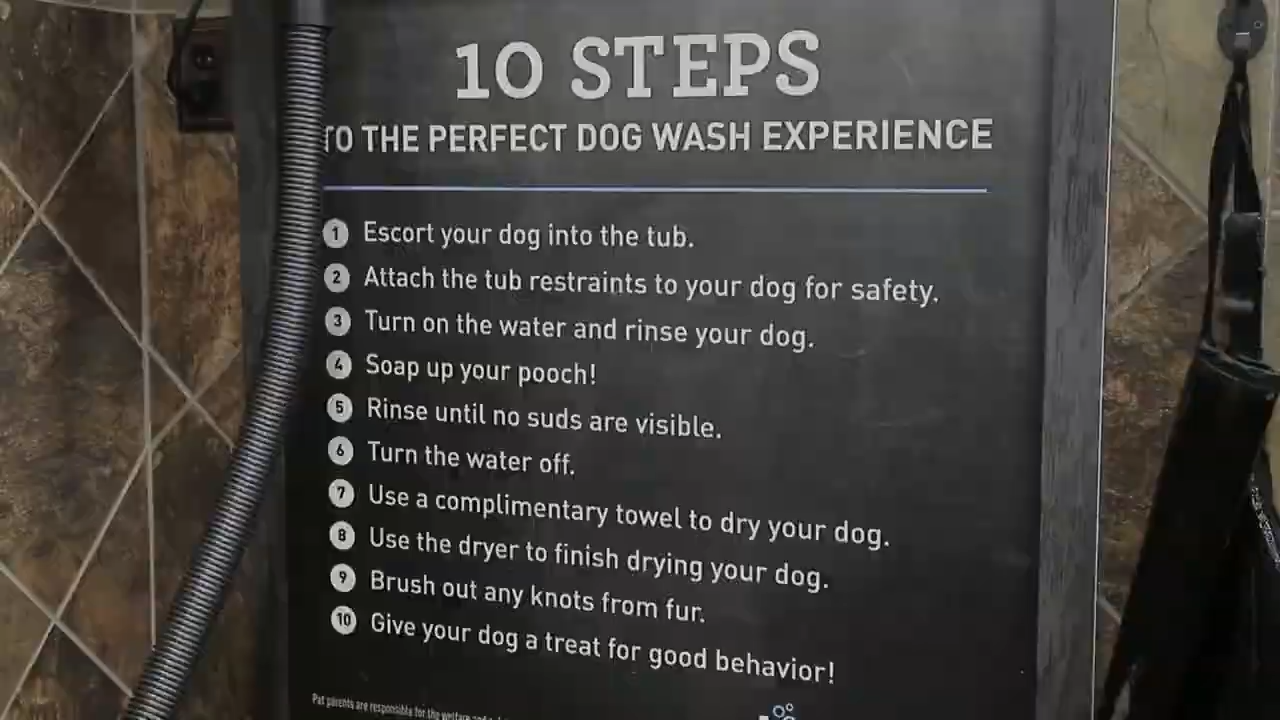 10 STEPS
TO THE PERFECT DOG WASH EXPERIENCE
1 Escort your dog into the tub.
2 Attach the tub restraints to your dog for safety.
3 Turn on the water and rinse your dog.
4 Soap up your pooch!
5 Rinse until no suds are visible.
6 Turn the water off.
7 Use a complimentary towel to dry your dog.
8 Use the dryer to finish drying your dog.
9 Brush out any knots from fur.
10 Give your dog a treat for good behavior!
Pet parents are responsible for the welfare and